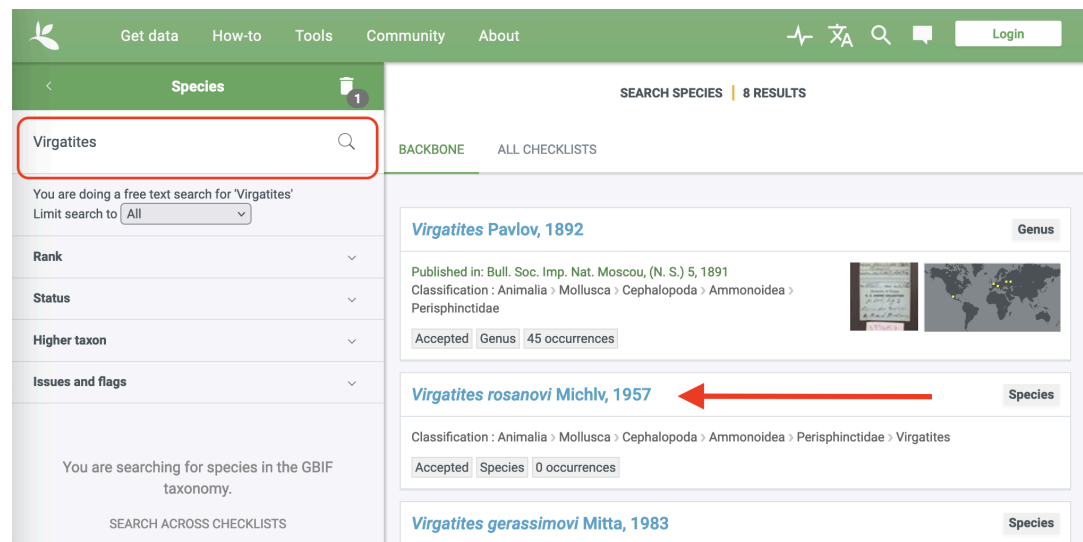 Get data How-to Tools Community About Login
Species 1
Virgatites
You are doing a free text search for 'Virgatites'
Limit search to All
Rank
Status
Higher taxon
Issues and flags
You are searching for species in the GBIF
taxonomy.
SEARCH ACROSS CHECKLISTS
SEARCH SPECIES | 8 RESULTS
BACKBONE ALL CHECKLISTS
Virgatites Pavlov, 1892 Genus
Published in: Bull. Soc. Imp. Nat. Moscou, (N. S.) 5, 1891
Classification : Animalia › Mollusca › Cephalopoda › Ammonoidea ›
Perisphinctidae
Accepted Genus 45 occurrences
Virgatites rosanovi Michlv, 1957 Species
Classification : Animalia › Mollusca › Cephalopoda › Ammonoidea › Perisphinctidae › Virgatites
Accepted Species 0 occurrences
Virgatites gerassimovi Mitta, 1983 Species